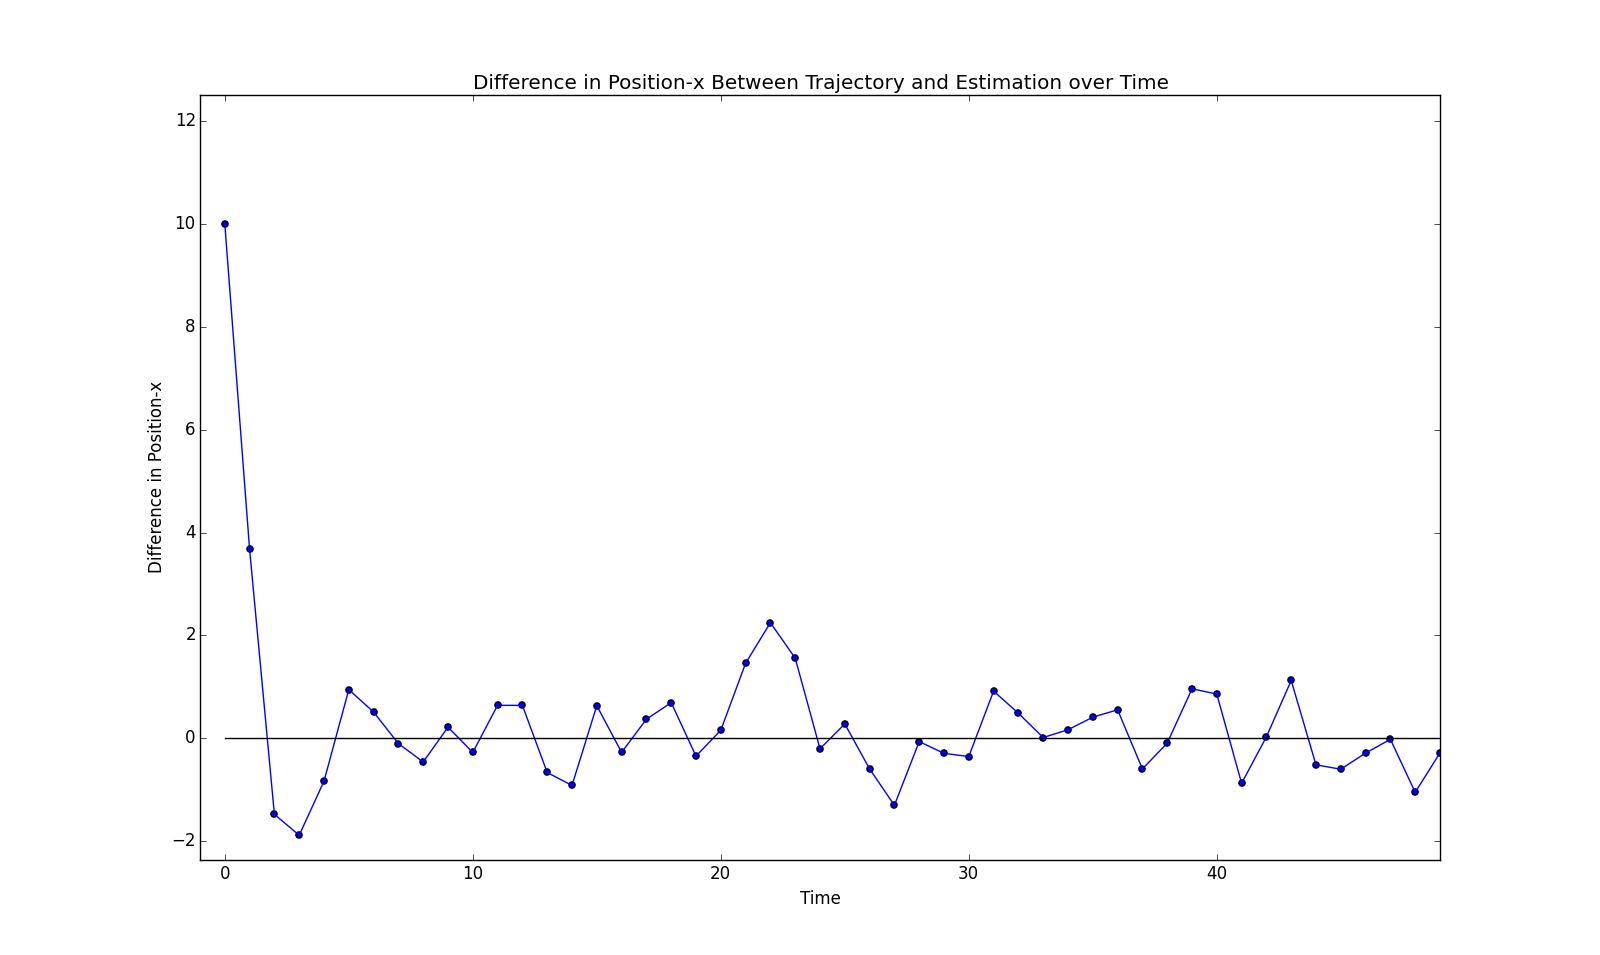 Difference in Position-x Between Trajectory and Estimation over Time
12
10
8
6
4
2
0
−2
Difference in Position-x
0 10 20 30 40
Time